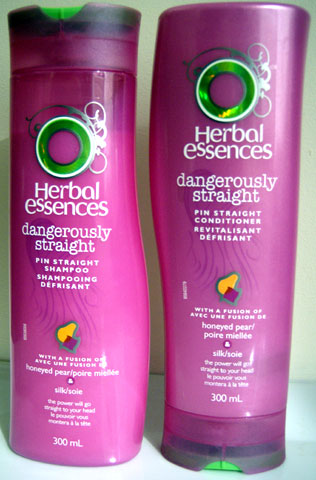 Herbal
essences
dangerously
straight
PIN STRAIGHT
SHAMPOO
SHAMPOOING
DÉFRISANT
WITH A FUSION OF
AVEC UNE FUSION DE
honeyed pear/poire miellée
&
silk/soie
the power will go
straight to your head
le pouvoir vous
montera à la tête
300 mL
Herbal
essences
dangerously
straight
PIN STRAIGHT
CONDITIONER
REVITALISANT
DÉFRISANT
WITH A FUSION OF
AVEC UNE FUSION DE
honeyed pear/
poire miellée
&
silk/soie
the power will go
straight to your head
le pouvoir vous
montera à la tête
300 mL